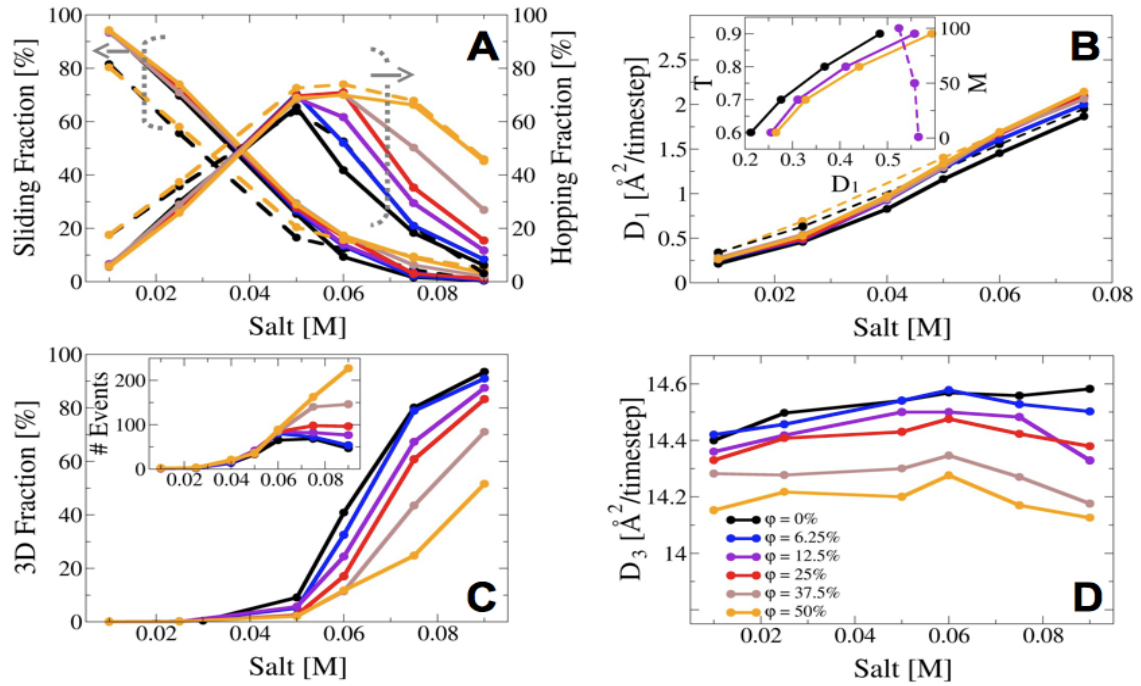 A
Sliding Fraction [%]
100
80
60
40
20
0
Hopping Fraction [%]
100
80
60
40
20
0
0.02 0.04 0.06 0.08
Salt [M]
B
D1 [Å²/timestep]
2.5
2
1.5
1
0.5
0
T
0.9
0.8
0.7
0.6
M
100
50
0
0.2 0.3 0.4 0.5 0.6
D1
0.02 0.04 0.06 0.08
Salt [M]
C
3D Fraction [%]
100
80
60
40
20
0
# Events
200
100
0
0.02 0.04 0.06 0.08
0.02 0.04 0.06 0.08
Salt [M]
D
D3 [Å²/timestep]
14.6
14.4
14.2
14
φ = 0%
φ = 6.25%
φ = 12.5%
φ = 25%
φ = 37.5%
φ = 50%
0.02 0.04 0.06 0.08
Salt [M]